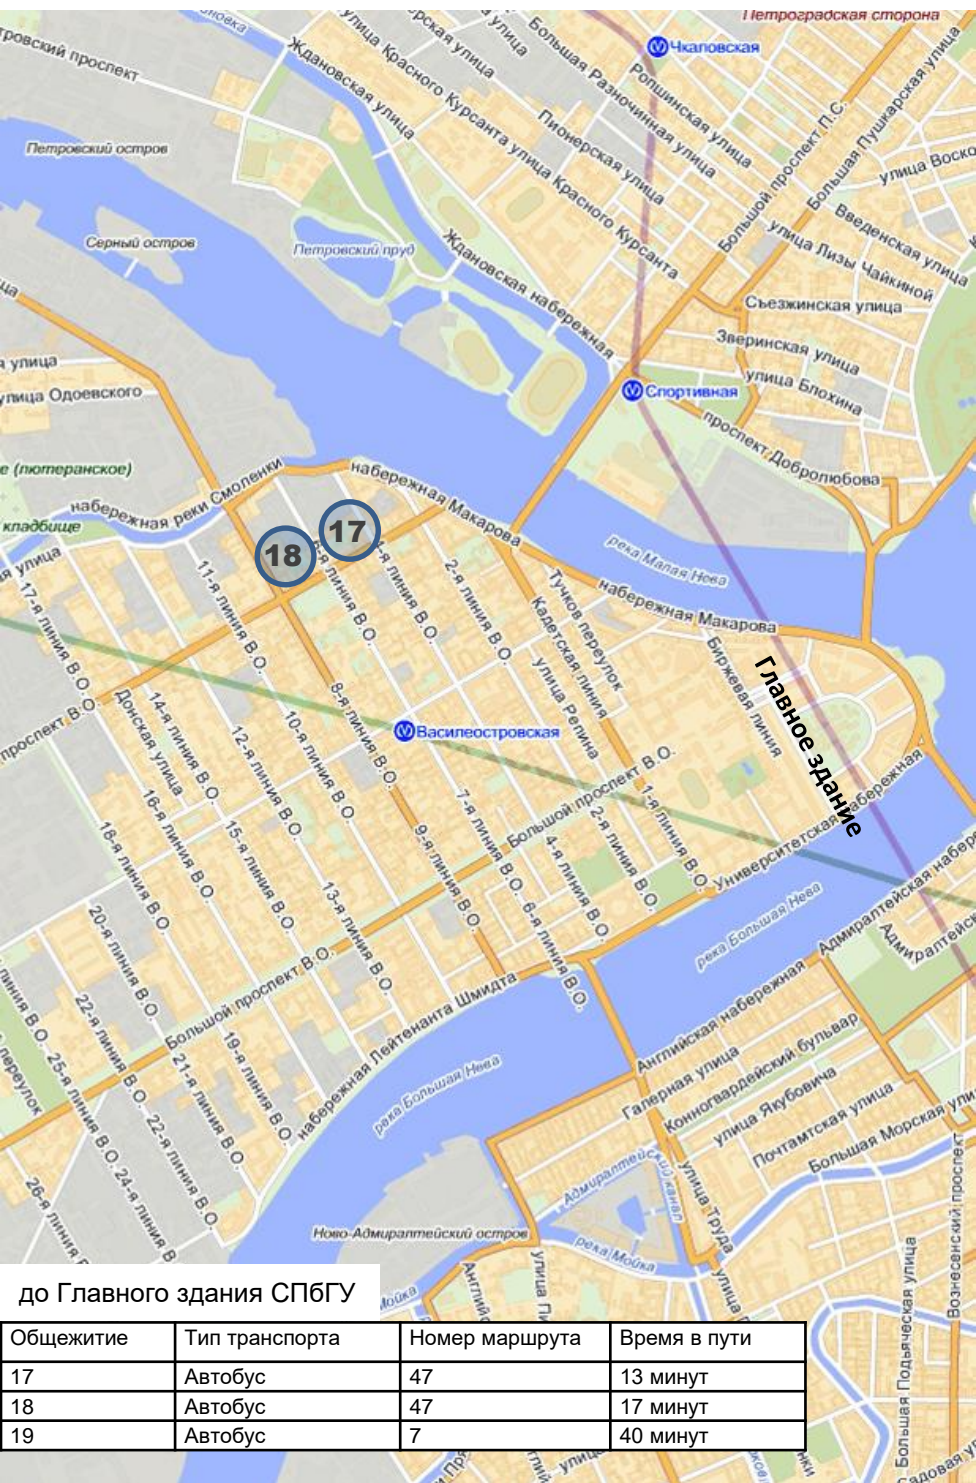 Петроградская сторона
Чкаловская
Ждановская улица
улица Красного Курсанта
улица Красного Курсанта
Большая Разночинная улица
Ропшинская улица
Пионерская улица
Большой проспект П.С.
Большая Пушкарская улица
Введенская улица
улица Лизы Чайкиной
Петровский остров
Серный остров
Петровский пруд
Ждановская набережная
Съезжинская улица
Зверинская улица
улица Блохина
Спортивная
проспект Добролюбова
улица Одоевского
кладбище
набережная реки Смоленки
набережная Макарова
река Малая Нева
набережная Макарова
17
18
17-я линия В.О.
11-я линия В.О.
2-я линия В.О.
Тучков переулок
Кадетская линия
улица Репина
Биржевая линия
Главное здание
Донская улица
14-я линия В.О.
12-я линия В.О.
10-я линия В.О.
8-я линия В.О.
Василеостровская
16-я линия В.О.
15-я линия В.О.
13-я линия В.О.
9-я линия В.О.
7-я линия В.О.
6-я линия В.О.
4-я линия В.О.
2-я линия В.О.
1-я линия В.О.
Большой проспект В.О.
Университетская набережная
18-я линия В.О.
20-я линия В.О.
22-я линия В.О.
21-я линия В.О.
19-я линия В.О.
Большой проспект В.О.
набережная Лейтенанта Шмидта
река Большая Нева
река Большая Нева
Адмиралтейская
Английская набережная
Галерная улица
Конногвардейский бульвар
улица Якубовича
Почтамтская улица
Большая Морская
25-я линия В.О.
24-я линия В
22-я линия В.О.
26-я линия
переулок
Ново-Адмиралтейский остров
Адмиралтейский канал
река Мойка
улица Труда
Вознесенский проспект
Большая Подьяческая улица
до Главного здания СПбГУ
Общежитие Тип транспорта Номер маршрута Время в пути
17 Автобус 47 13 минут
18 Автобус 47 17 минут
19 Автобус 7 40 минут